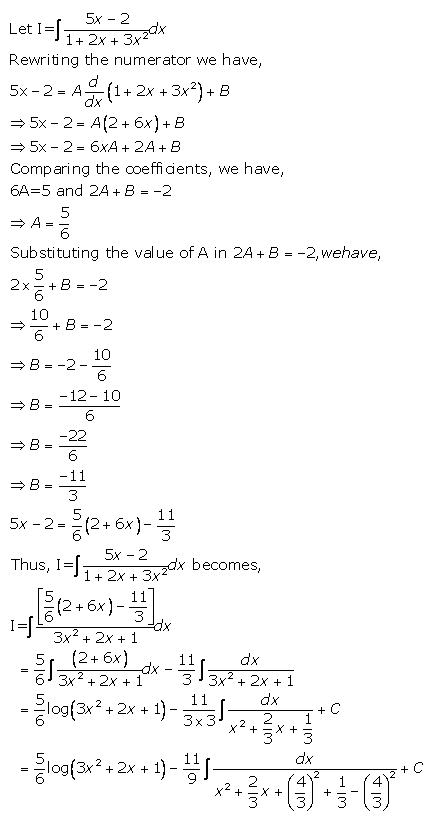 Let I=∫ (5x − 2)/(1 + 2x + 3x²) dx
Rewriting the numerator we have,
5x − 2 = A d/dx (1 + 2x + 3x²) + B
⇒ 5x − 2 = A(2 + 6x) + B
⇒ 5x − 2 = 6xA + 2A + B
Comparing the coefficients, we have,
6A=5 and 2A + B = −2
⇒ A = 5/6
Substituting the value of A in 2A + B = −2,wehave,
2 x 5/6 + B = −2
⇒ 10/6 + B = −2
⇒ B = −2 − 10/6
⇒ B = (−12 − 10)/6
⇒ B = −22/6
⇒ B = −11/3
5x − 2 = 5/6 (2 + 6x) − 11/3
Thus, I=∫ (5x − 2)/(1 + 2x + 3x²) dx becomes,
I=∫ [5/6 (2 + 6x) − 11/3]/(3x² + 2x + 1) dx
= 5/6 ∫ (2 + 6x)/(3x² + 2x + 1) dx − 11/3 ∫ dx/(3x² + 2x + 1)
= 5/6 log(3x² + 2x + 1) − 11/(3 x 3) ∫ dx/(x² + 2/3 x + 1/3) + C
= 5/6 log(3x² + 2x + 1) − 11/9 ∫ dx/(x² + 2/3 x + (4/3)² + 1/3 − (4/3)²) + C